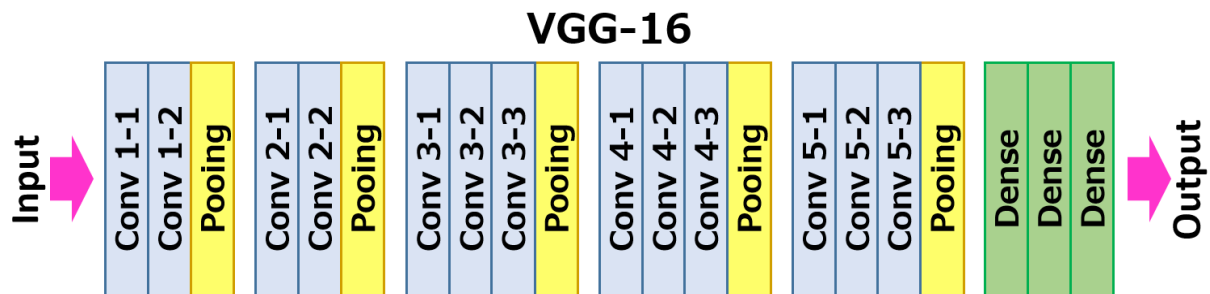 VGG-16
Input
Conv 1-1
Conv 1-2
Pooing
Conv 2-1
Conv 2-2
Pooing
Conv 3-1
Conv 3-2
Conv 3-3
Pooing
Conv 4-1
Conv 4-2
Conv 4-3
Pooing
Conv 5-1
Conv 5-2
Conv 5-3
Pooing
Dense
Dense
Dense
Output